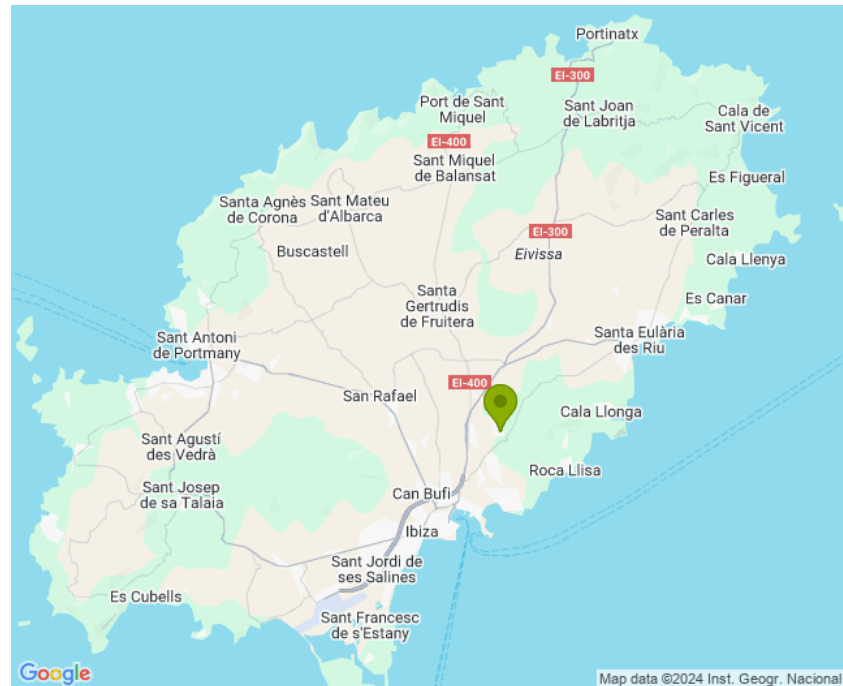 Portinatx
EI-300
Port de Sant
Miquel
Sant Joan
de Labritja
Cala de
Sant Vicent
EI-400
Sant Miquel
de Balansat
Es Figueral
Santa Agnès
de Corona
Sant Mateu
d'Albarca
Sant Carles
de Peralta
EI-300
Buscastell
Eivissa
Cala Llenya
Santa
Gertrudis
de Fruitera
Es Canar
Sant Antoni
de Portmany
Santa Eulària
des Riu
EI-400
San Rafael
Cala Llonga
Sant Agustí
des Vedrà
Roca Llisa
Sant Josep
de sa Talaia
Can Bufi
Ibiza
Sant Jordi de
ses Salines
Es Cubells
Sant Francesc
de s'Estany
Google
Map data ©2024 Inst. Geogr. Nacional